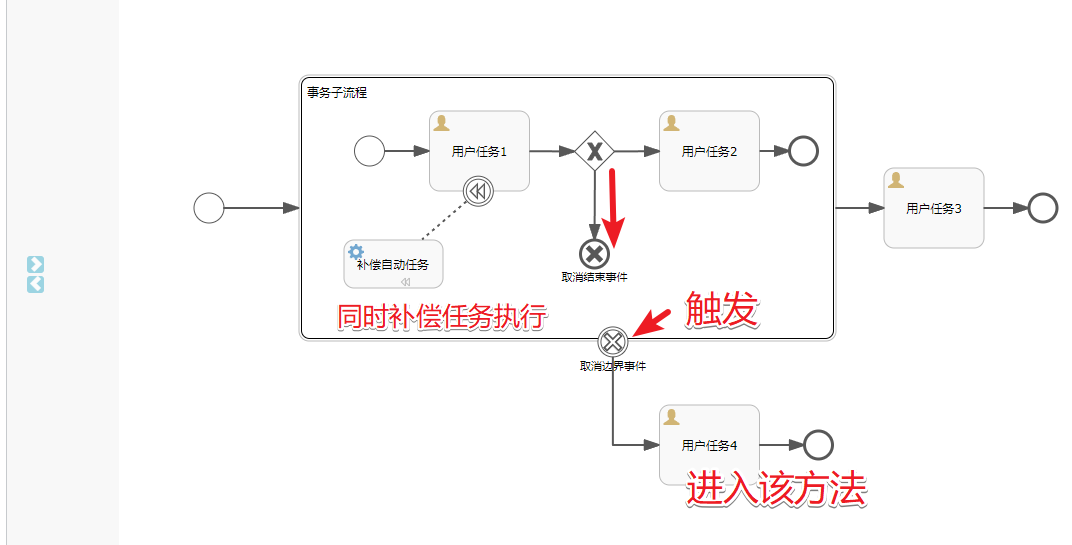 事务子流程
用户任务1
用户任务2
用户任务3
补偿自动任务
取消结束事件
同时补偿任务执行
触发
取消边界事件
用户任务4
进入该方法